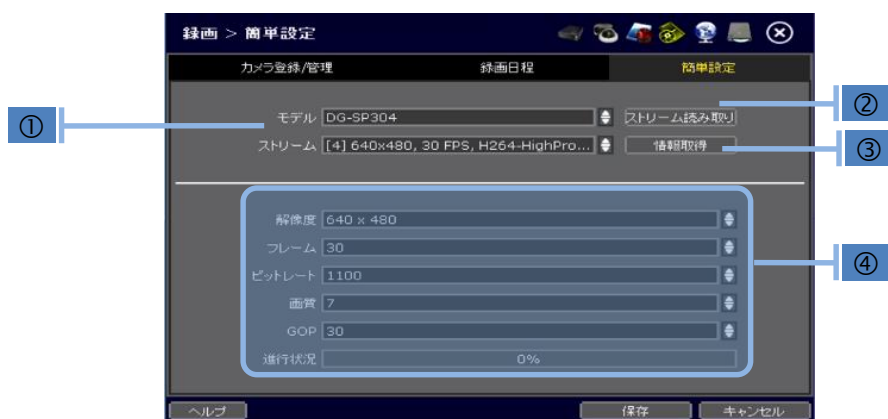 録画 > 簡単設定
カメラ登録/管理 録画日程 簡単設定
① モデル DG-SP304 ストリーム読み取り ②
ストリーム [4] 640x480, 30 FPS, H264-HighPro... 情報取得 ③
解像度 640 x 480
フレーム 30
ビットレート 1100 ④
画質 7
GOP 30
進行状況 0%
ヘルプ 保存 キャンセル